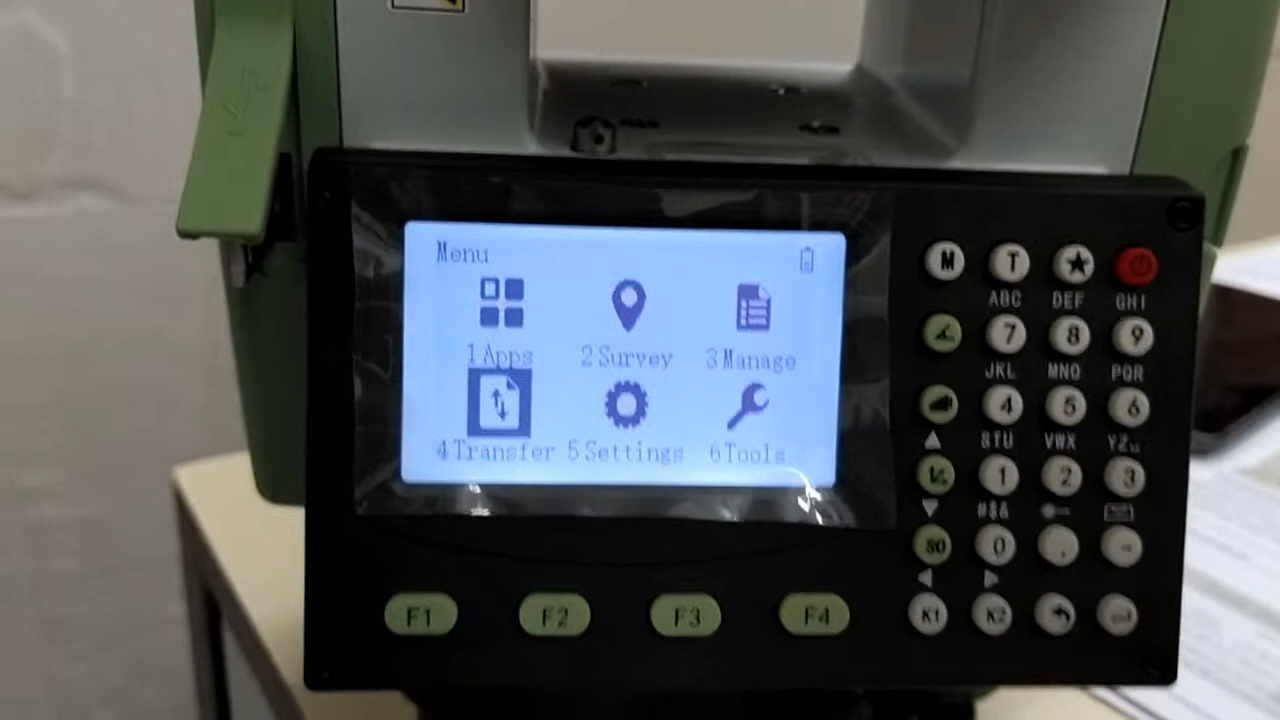 Menu
1 Apps 2 Survey 3 Manage
4 Transfer 5 Settings 6 Tools
M T
ABC DEF GHI
7 8 9
JKL MNO PQR
4 5 6
STU VWX YZ
1 2 3
#$&
SO 0 . -
F1 F2 F3 F4 K1 K2